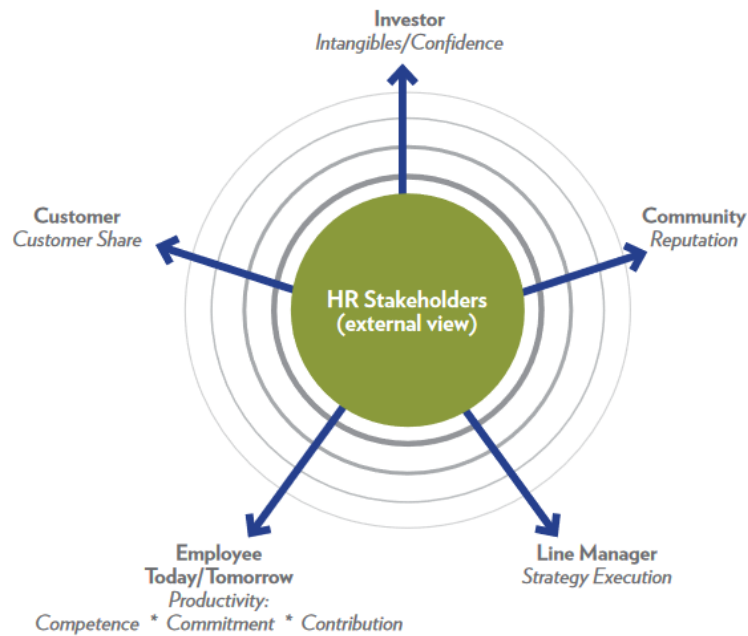 Investor
Intangibles/Confidence
Customer
Customer Share
Community
Reputation
HR Stakeholders
(external view)
Employee
Today/Tomorrow
Productivity:
Competence * Commitment * Contribution
Line Manager
Strategy Execution